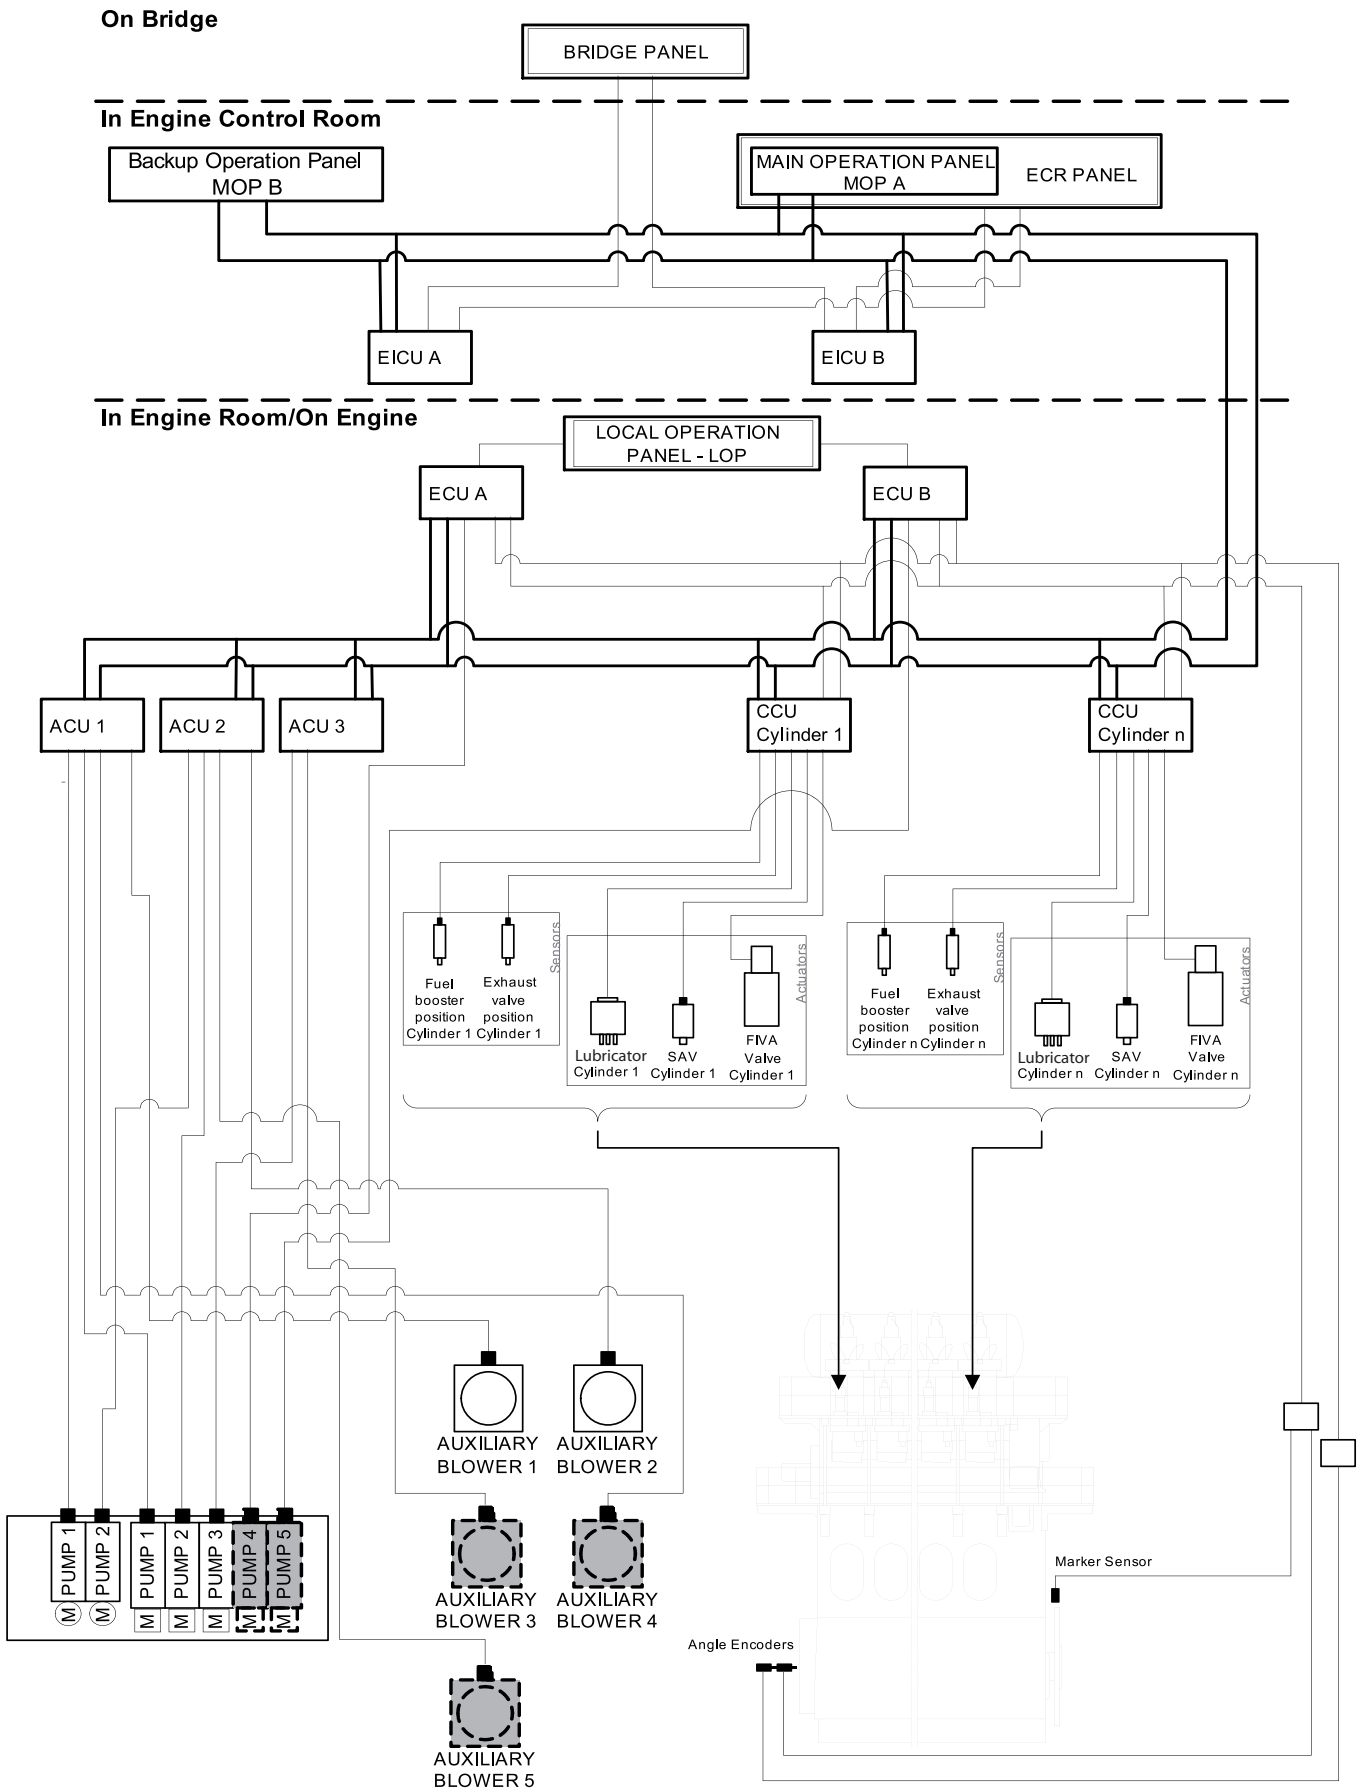 On Bridge
BRIDGE PANEL
In Engine Control Room
Backup Operation Panel
MOP B
MAIN OPERATION PANEL
MOP A
ECR PANEL
EICU A
EICU B
In Engine Room/On Engine
LOCAL OPERATION
PANEL - LOP
ECU A
ECU B
ACU 1
ACU 2
ACU 3
CCU
Cylinder 1
CCU
Cylinder n
Fuel
booster
position
Cylinder 1
Exhaust
valve
position
Cylinder 1
Sensors
Lubricator
Cylinder 1
SAV
Cylinder 1
FIVA
Valve
Cylinder 1
Actuators
Fuel
booster
position
Cylinder n
Exhaust
valve
position
Cylinder n
Sensors
Lubricator
Cylinder n
SAV
Cylinder n
FIVA
Valve
Cylinder n
Actuators
AUXILIARY
BLOWER 1
AUXILIARY
BLOWER 2
M PUMP 1
M PUMP 2
M PUMP 1
M PUMP 2
M PUMP 3
M PUMP 4
M PUMP 5
AUXILIARY
BLOWER 3
AUXILIARY
BLOWER 4
Marker Sensor
Angle Encoders
AUXILIARY
BLOWER 5